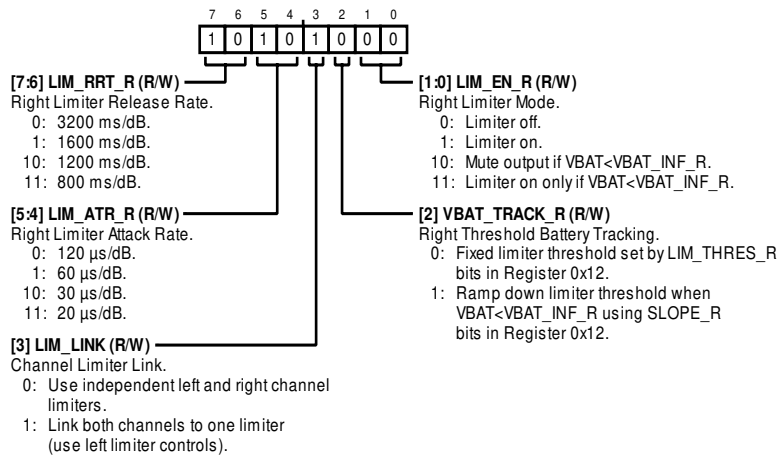 7 6 5 4 3 2 1 0
1 0 1 0 1 0 0 0
[7:6] LIM_RRT_R (R/W)
Right Limiter Release Rate.
0: 3200 ms/dB.
1: 1600 ms/dB.
10: 1200 ms/dB.
11: 800 ms/dB.
[5:4] LIM_ATR_R (R/W)
Right Limiter Attack Rate.
0: 120 µs/dB.
1: 60 µs/dB.
10: 30 µs/dB.
11: 20 µs/dB.
[3] LIM_LINK (R/W)
Channel Limiter Link.
0: Use independent left and right channel
limiters.
1: Link both channels to one limiter
(use left limiter controls).
[1:0] LIM_EN_R (R/W)
Right Limiter Mode.
0: Limiter off.
1: Limiter on.
10: Mute output if VBAT<VBAT_INF_R.
11: Limiter on only if VBAT<VBAT_INF_R.
[2] VBAT_TRACK_R (R/W)
Right Threshold Battery Tracking.
0: Fixed limiter threshold set by LIM_THRES_R
bits in Register 0x12.
1: Ramp down limiter threshold when
VBAT<VBAT_INF_R using SLOPE_R
bits in Register 0x12.